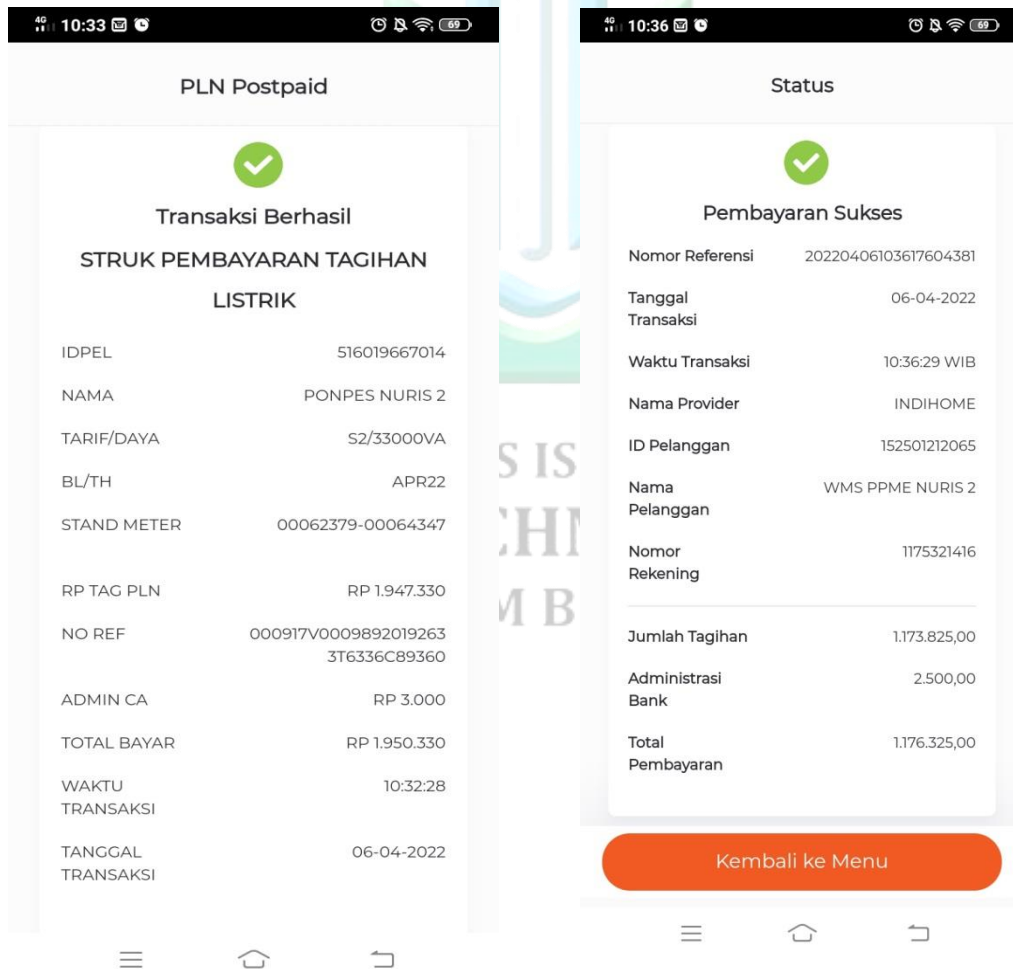 4G 10:33 69
PLN Postpaid
Transaksi Berhasil
STRUK PEMBAYARAN TAGIHAN
LISTRIK
IDPEL 516019667014
NAMA PONPES NURIS 2
TARIF/DAYA S2/33000VA
BL/TH APR22
STAND METER 00062379-00064347
RP TAG PLN RP 1.947.330
NO REF 000917V0009892019263
3T6336C89360
ADMIN CA RP 3.000
TOTAL BAYAR RP 1.950.330
WAKTU 10:32:28
TRANSAKSI
TANGGAL 06-04-2022
TRANSAKSI
S IS
M B
4G 10:36 69
Status
Pembayaran Sukses
Nomor Referensi 20220406103617604381
Tanggal 06-04-2022
Transaksi
Waktu Transaksi 10:36:29 WIB
Nama Provider INDIHOME
ID Pelanggan 152501212065
Nama WMS PPME NURIS 2
Pelanggan
Nomor 1175321416
Rekening
Jumlah Tagihan 1.173.825,00
Administrasi 2.500,00
Bank
Total 1.176.325,00
Pembayaran
Kembali ke Menu